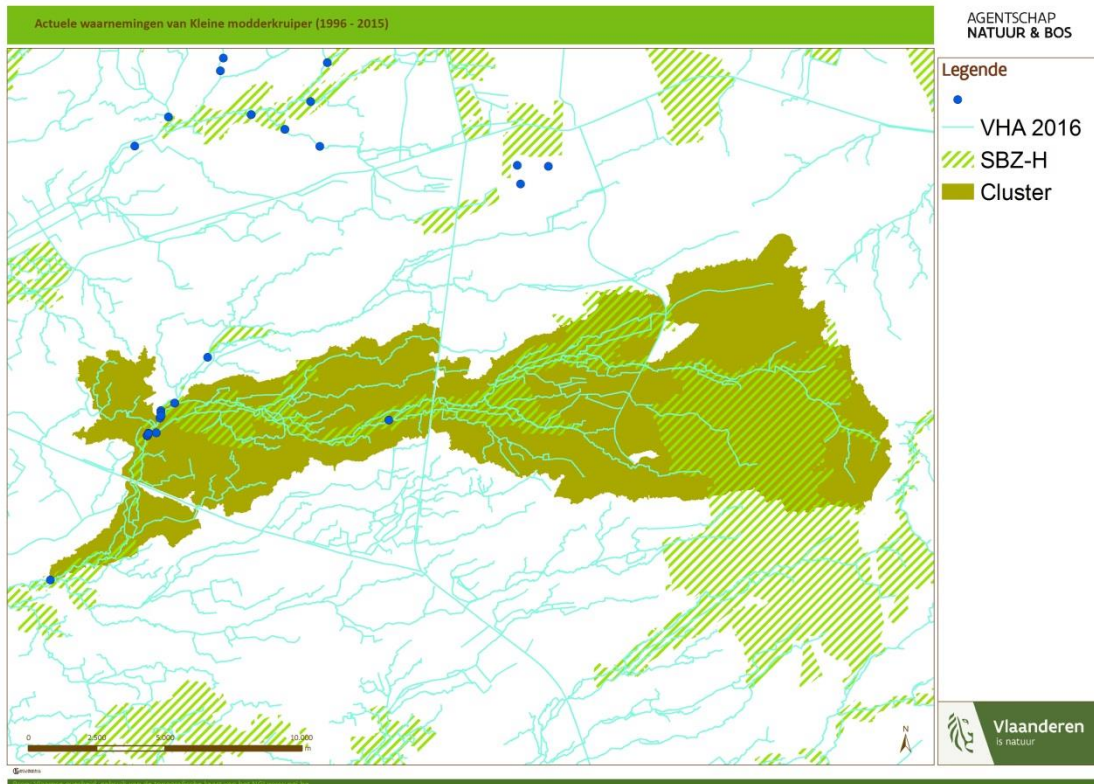 Actuele waarnemingen van Kleine modderkruiper (1996 - 2015)
AGENTSCHAP
NATUUR & BOS
Legende
VHA 2016
SBZ-H
Cluster
0 2.500 5.000 10.000
m
N
Vlaanderen
is natuur